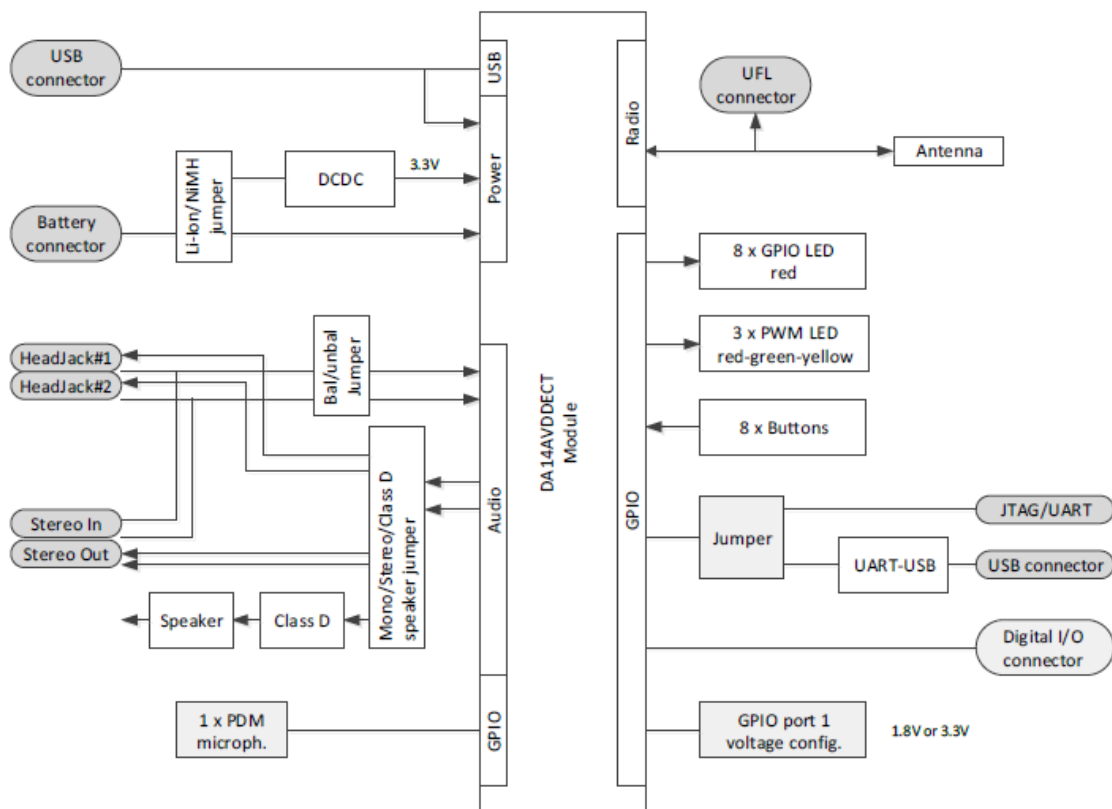 USB
connector
USB
UFL
connector
Radio
Antenna
Li-Ion/NiMH
jumper
DCDC
3.3V
Power
Battery
connector
8 x GPIO LED
red
3 x PWM LED
red-green-yellow
8 x Buttons
HeadJack#1
HeadJack#2
Bal/unbal
Jumper
DA14AVDDECT
Module
Audio
GPIO
Mono/Stereo/Class D
speaker jumper
Stereo In
Stereo Out
Speaker
Class D
Jumper
JTAG/UART
UART-USB
USB connector
Digital I/O
connector
1 x PDM
microph.
GPIO
GPIO port 1
voltage config.
1.8V or 3.3V